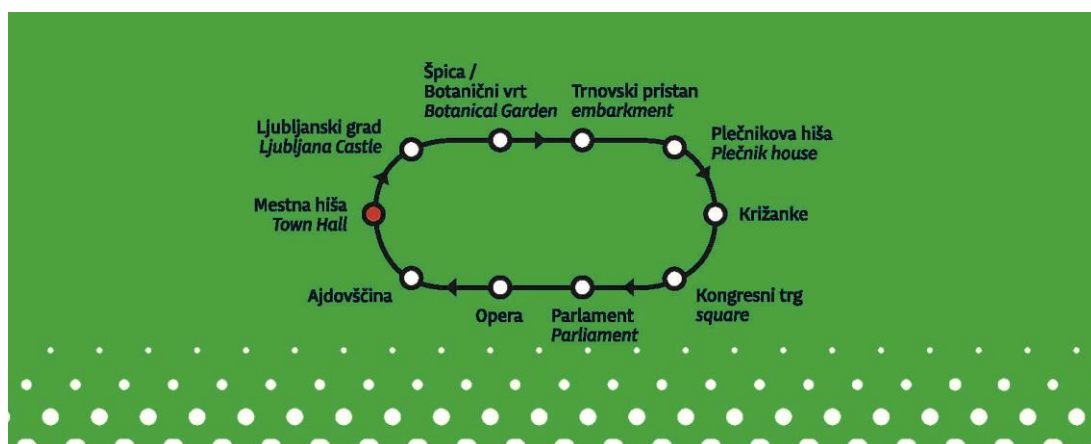 Špica /
Botanični vrt
Botanical Garden
Trnovski pristan
embarkment
Ljubljanski grad
Ljubljana Castle
Plečnikova hiša
Plečnik house
Mestna hiša
Town Hall
Križanke
Ajdovščina
Opera
Parlament
Parliament
Kongresni trg
square